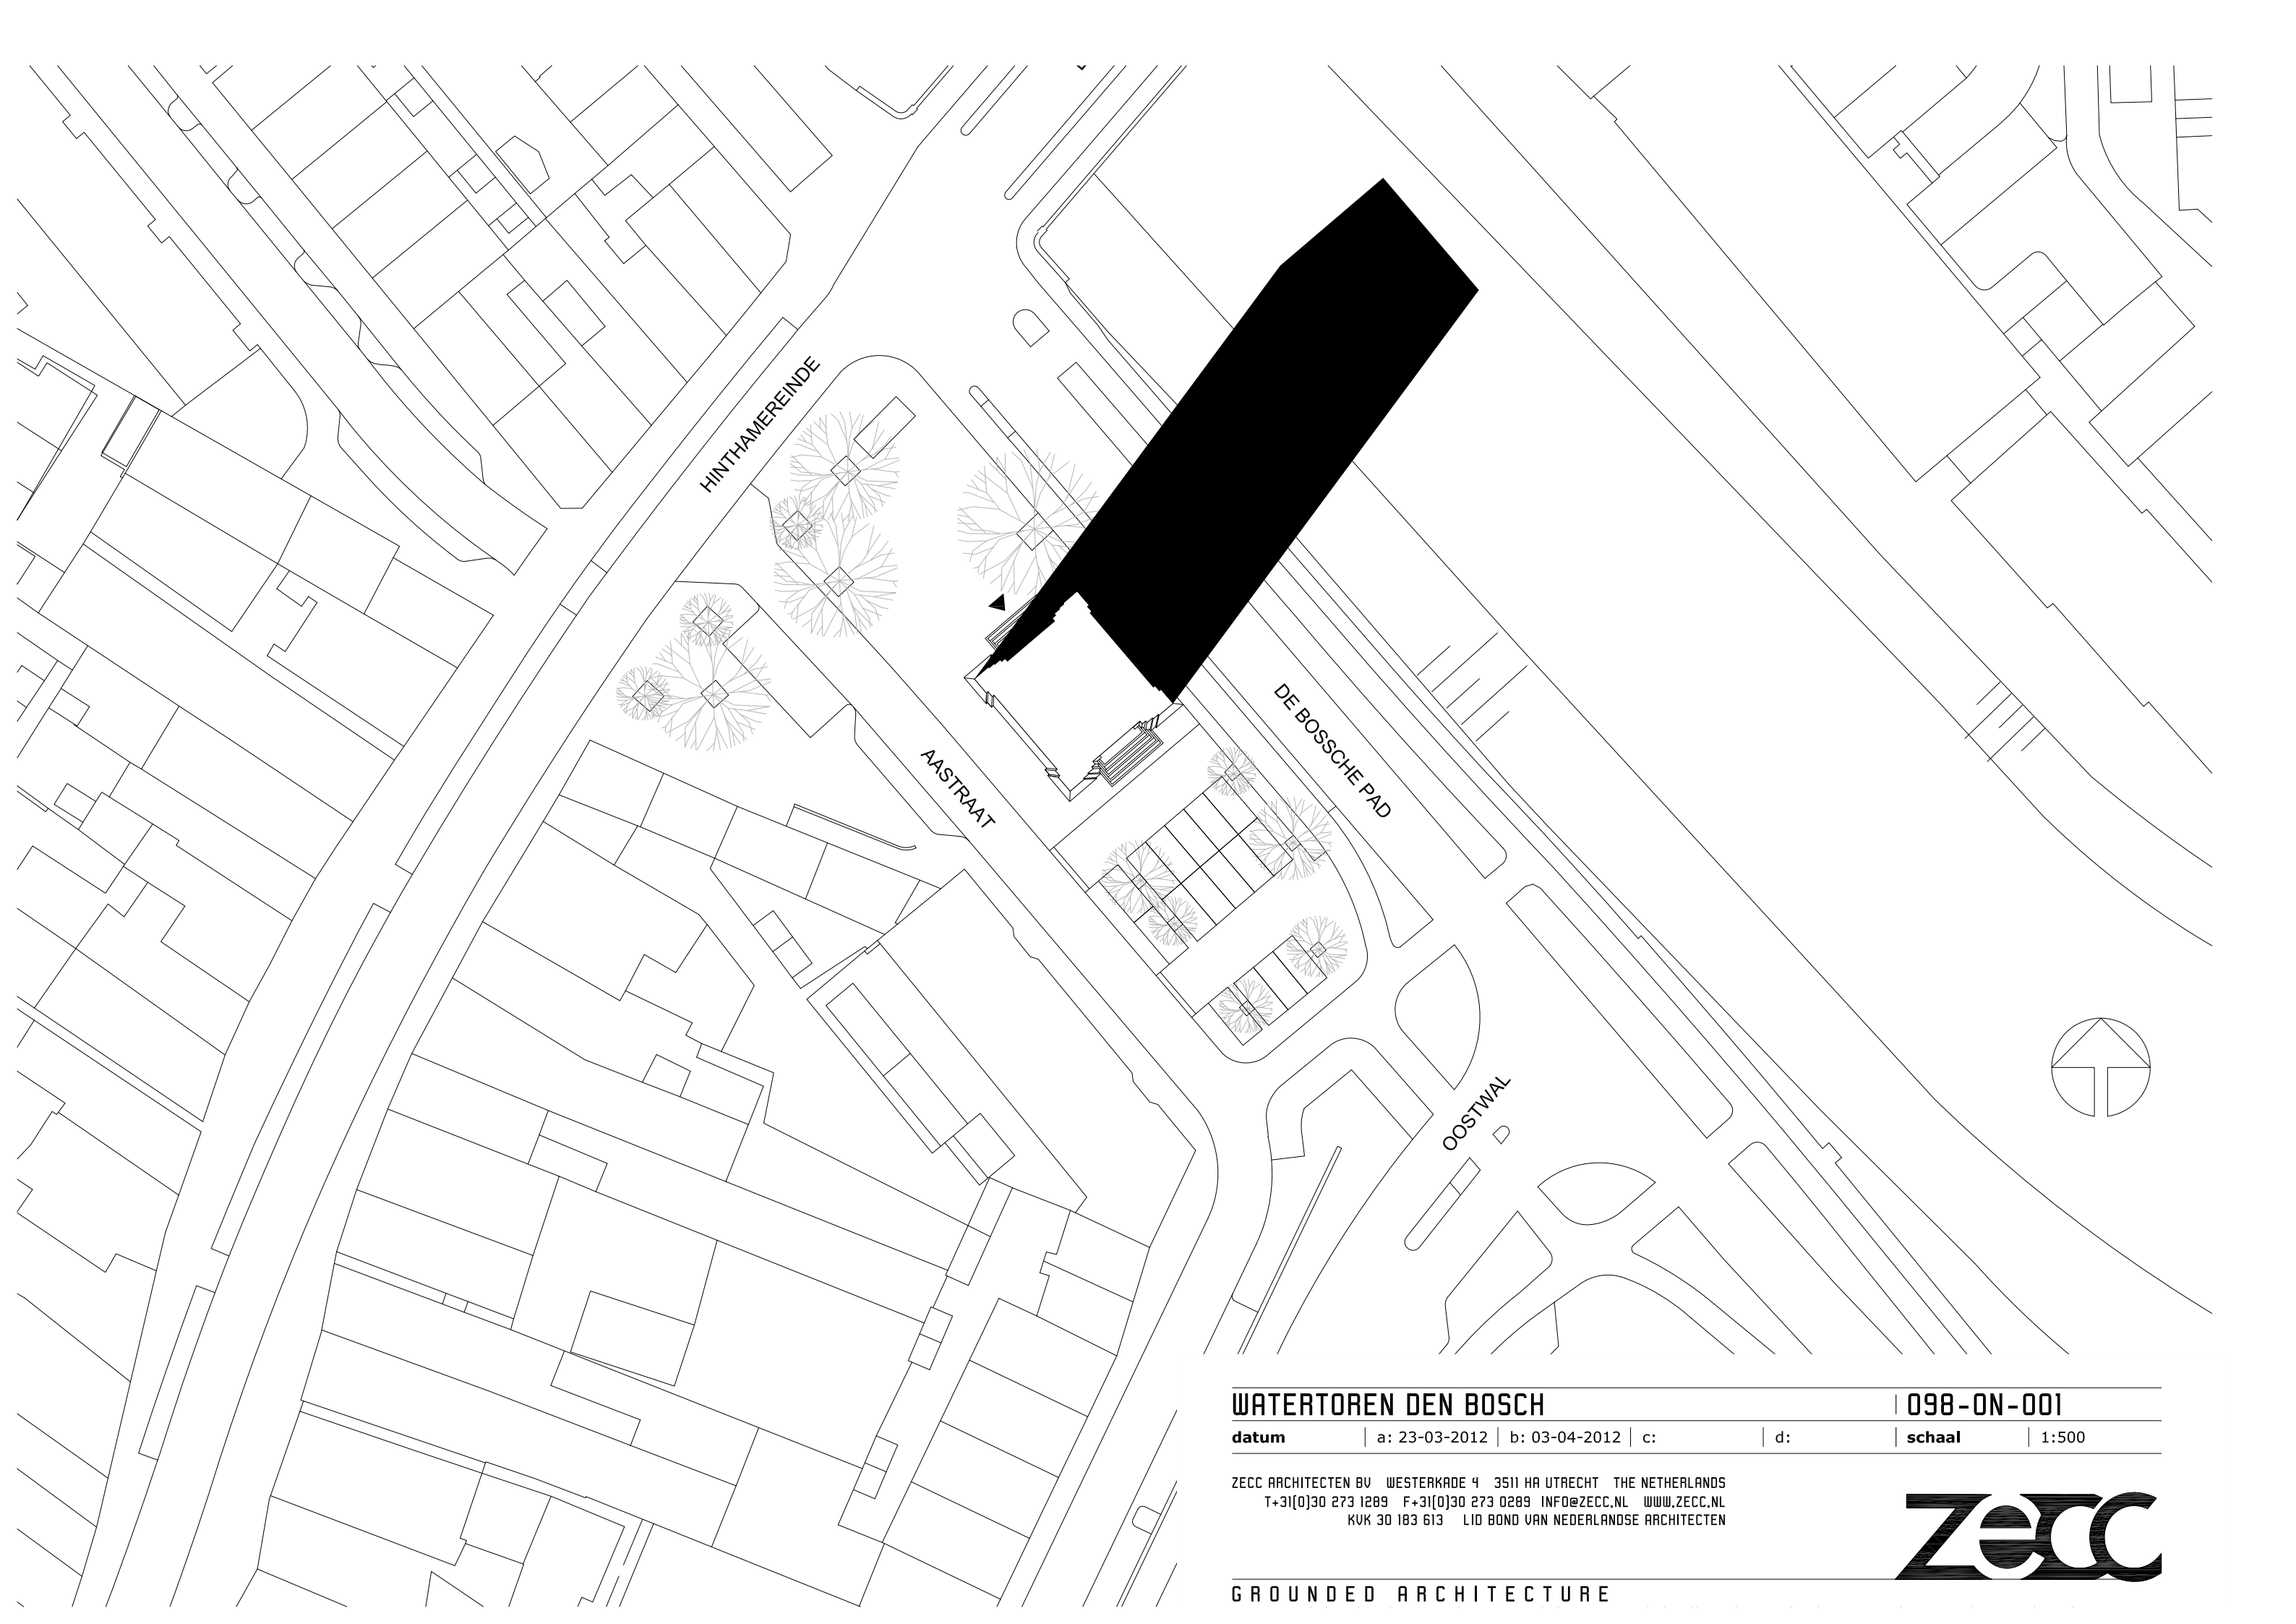 HINTHAMEREINDE
AASTRAAT
DE BOSSCHE PAD
OOSTWAL
WATERTOREN DEN BOSCH 098-ON-001
datum a: 23-03-2012 b: 03-04-2012 c: d: schaal 1:500
ZECC ARCHITECTEN BV WESTERKADE 4 3511 HA UTRECHT THE NETHERLANDS
T+31(0)30 273 1289 F+31(0)30 273 0289 INFO@ZECC.NL WWW.ZECC.NL
KVK 30 183 613 LID BOND VAN NEDERLANDSE ARCHITECTEN
zecc
GROUNDED ARCHITECTURE